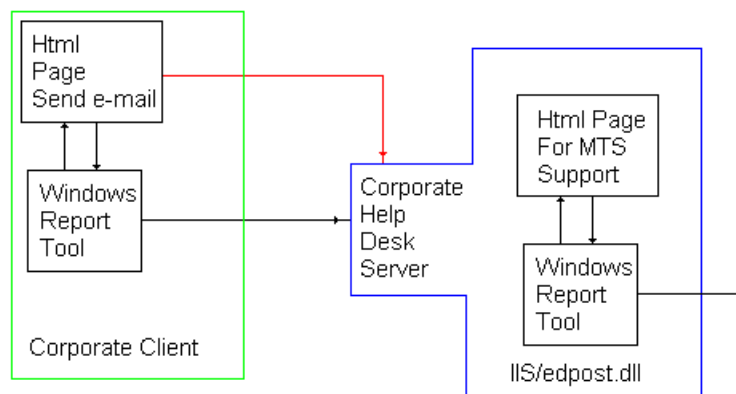 Html
Page
Send e-mail
Windows
Report
Tool
Corporate Client
Corporate
Help
Desk
Server
Html Page
For MTS
Support
Windows
Report
Tool
IIS/edpost.dll